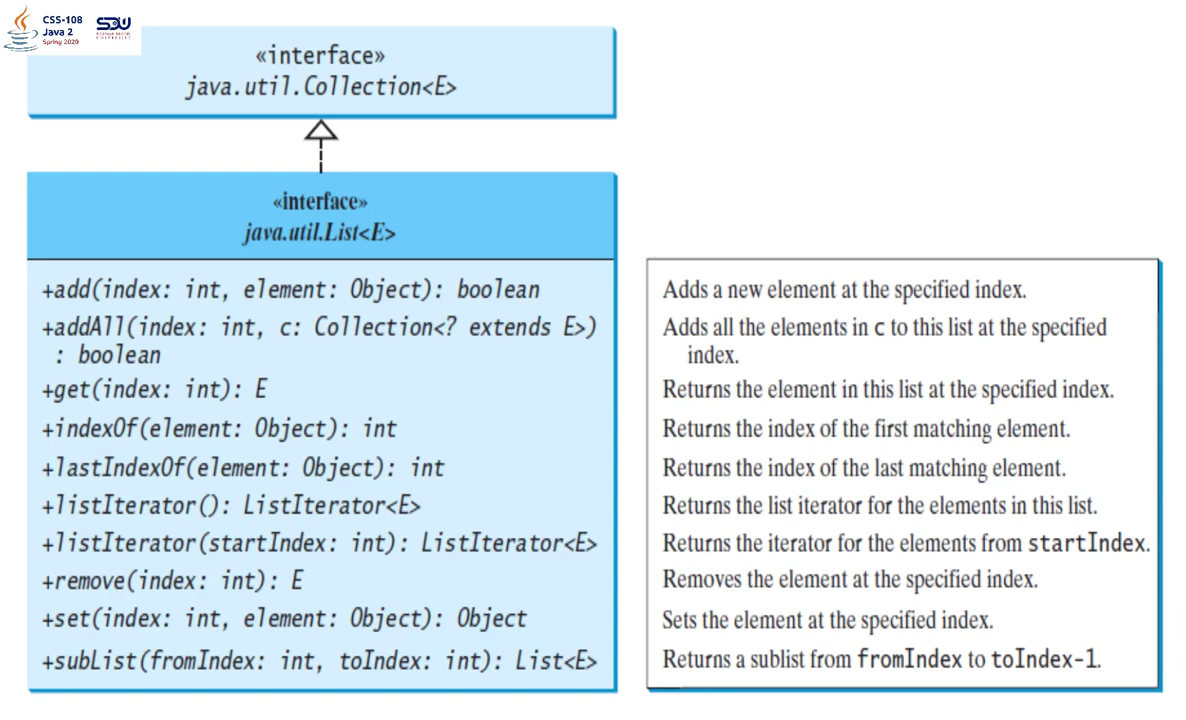 CSS-108
Java 2
Spring 2020
SDU
«interface»
java.util.Collection<E>
«interface»
java.util.List<E>
+add(index: int, element: Object): boolean
Adds a new element at the specified index.
+addAll(index: int, c: Collection<? extends E>)
: boolean
Adds all the elements in c to this list at the specified
index.
+get(index: int): E
Returns the element in this list at the specified index.
+indexOf(element: Object): int
Returns the index of the first matching element.
+lastIndexOf(element: Object): int
Returns the index of the last matching element.
+listIterator(): ListIterator<E>
Returns the list iterator for the elements in this list.
+listIterator(startIndex: int): ListIterator<E>
Returns the iterator for the elements from startIndex.
+remove(index: int): E
Removes the element at the specified index.
+set(index: int, element: Object): Object
Sets the element at the specified index.
+subList(fromIndex: int, toIndex: int): List<E>
Returns a sublist from fromIndex to toIndex-1.